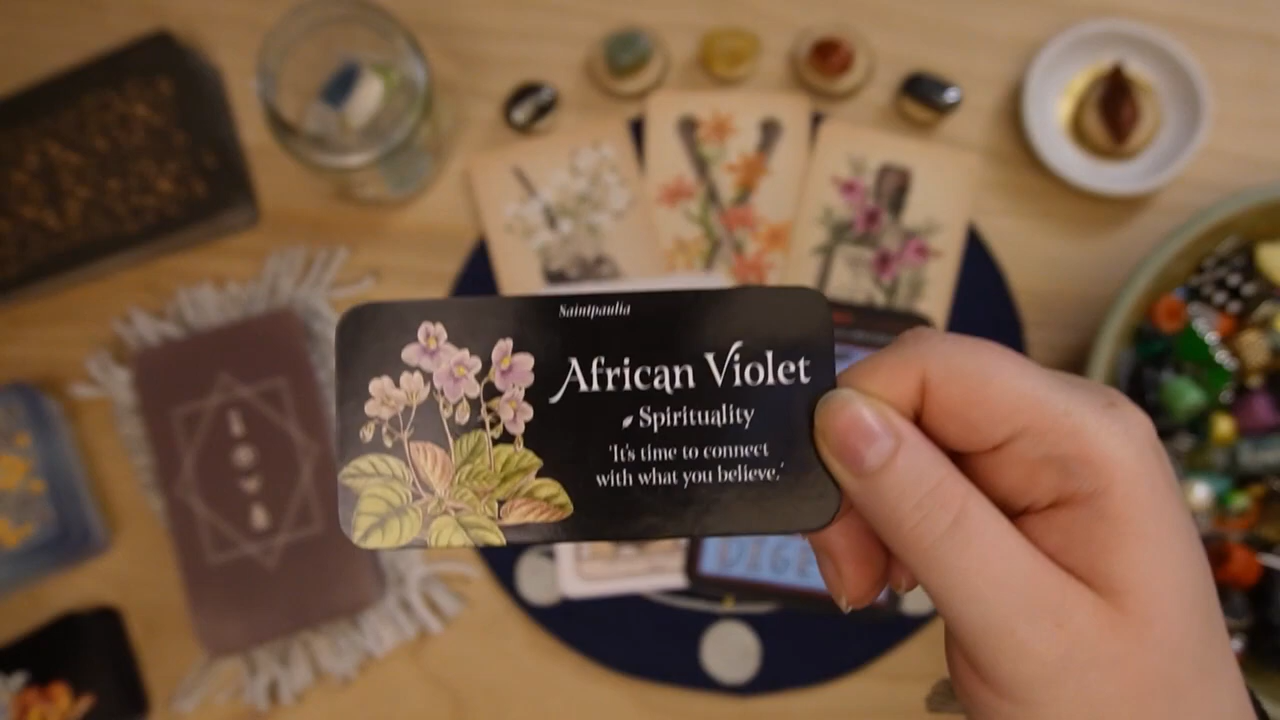 Saintpaulia
African Violet
Spirituality
'It's time to connect
with what you believe.'